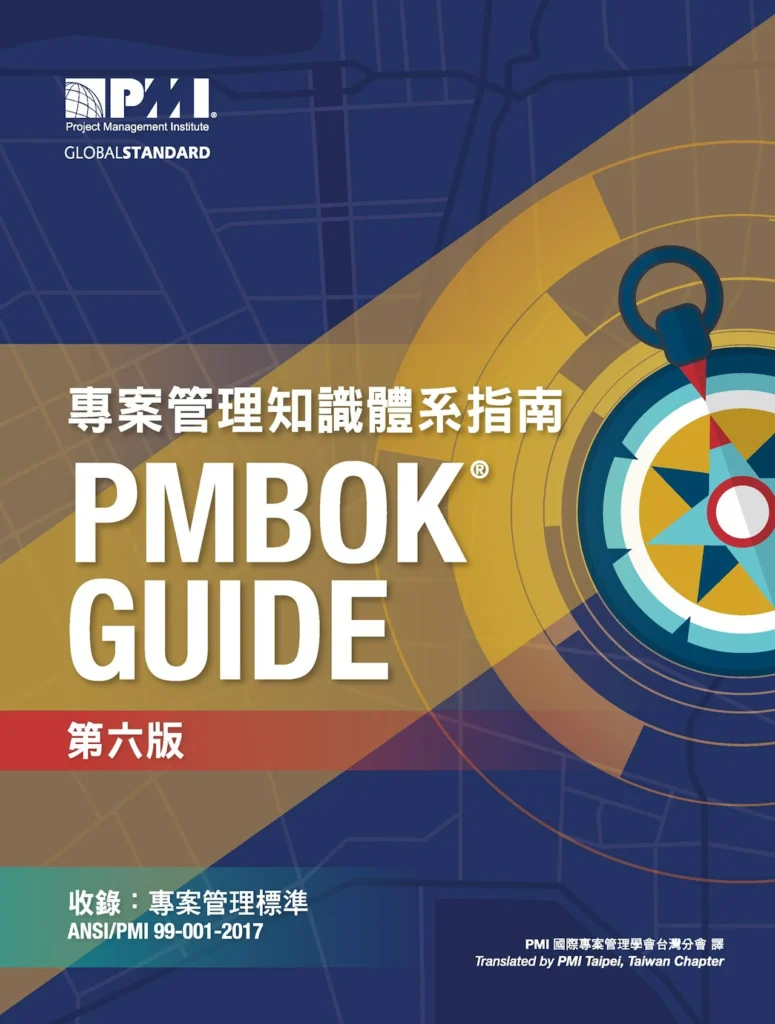 PMI®
Project Management Institute
GLOBALSTANDARD
專案管理知識體系指南
PMBOK®
GUIDE
第六版
收錄：專案管理標準
ANSI/PMI 99-001-2017
PMI 國際專案管理學會台灣分會 譯
Translated by PMI Taipei, Taiwan Chapter